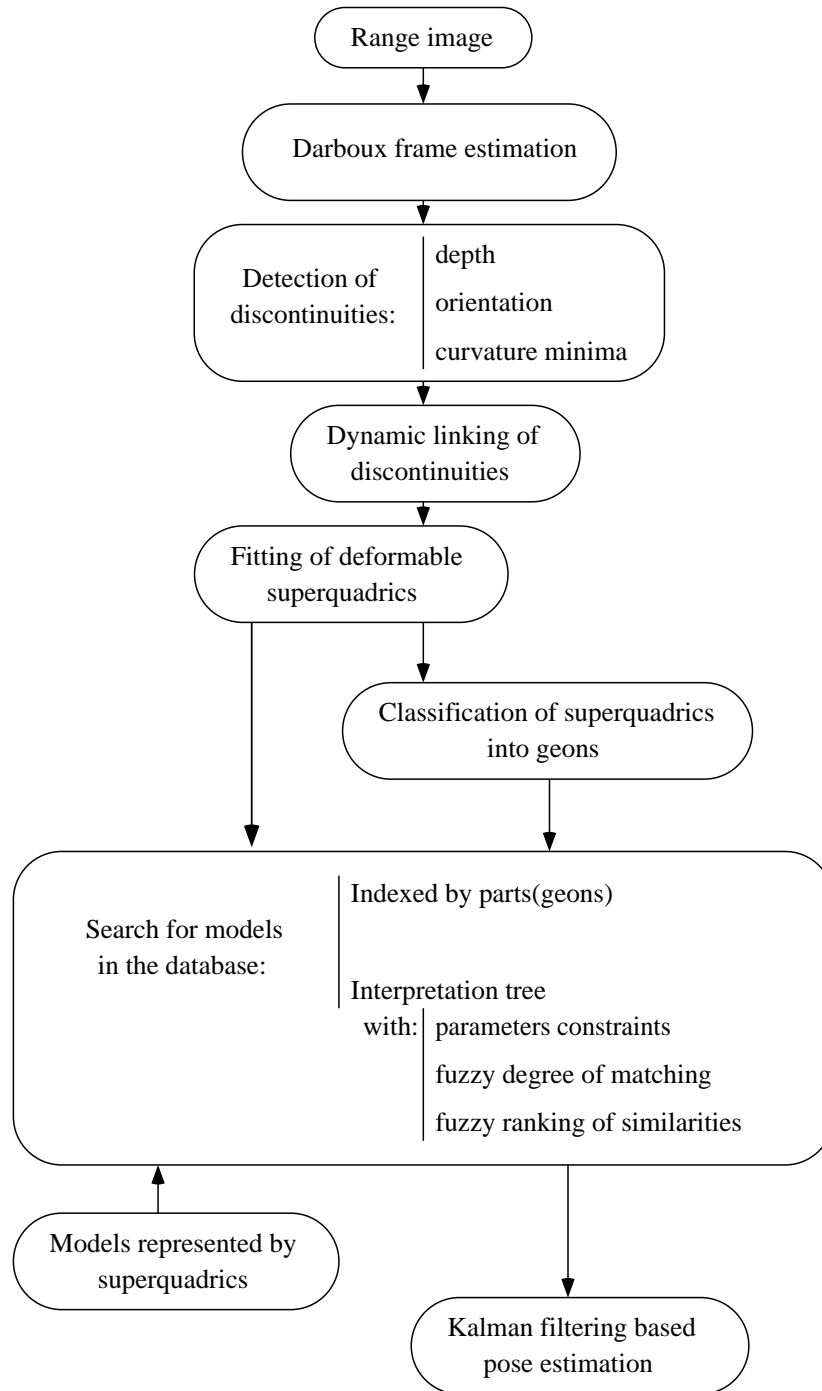 Range image
Darboux frame estimation
Detection of
discontinuities:
depth
orientation
curvature minima
Dynamic linking of
discontinuities
Fitting of deformable
superquadrics
Classification of superquadrics
into geons
Search for models
in the database:
Indexed by parts(geons)
Interpretation tree
with:
parameters constraints
fuzzy degree of matching
fuzzy ranking of similarities
Models represented by
superquadrics
Kalman filtering based
pose estimation